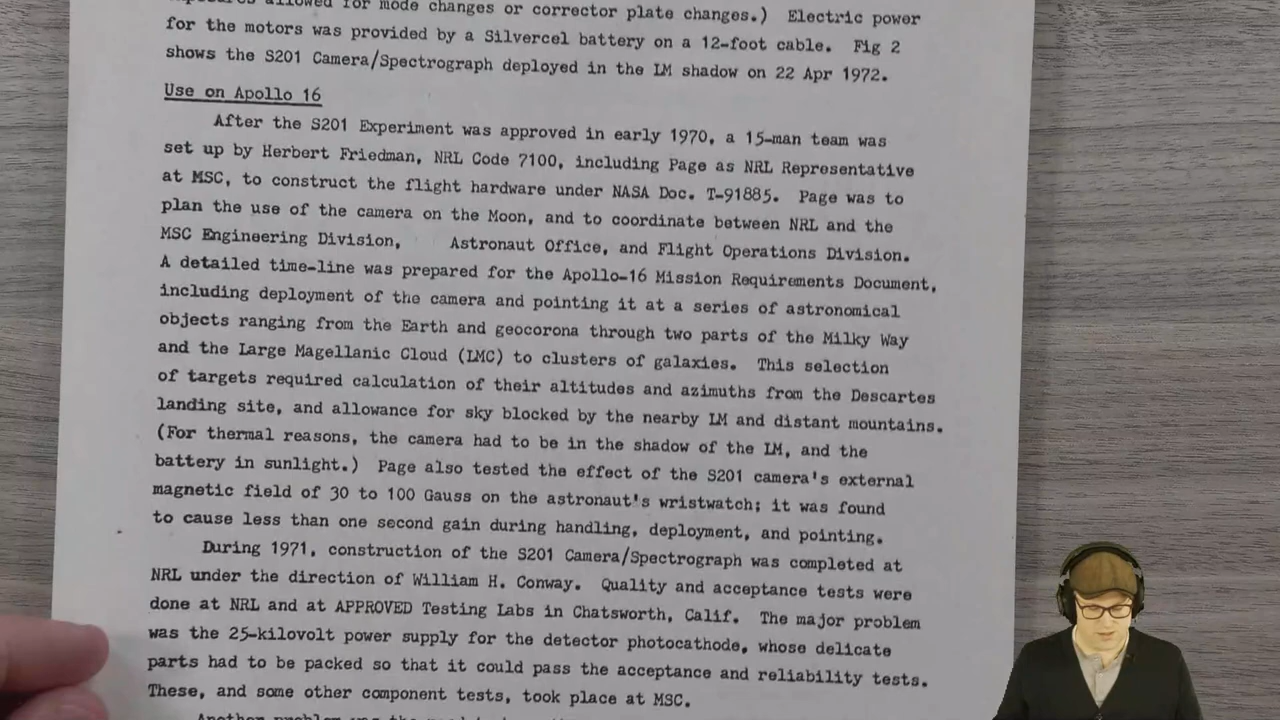 allowed for mode changes or corrector plate changes.) Electric power
for the motors was provided by a Silvercel battery on a 12-foot cable. Fig 2
shows the S201 Camera/Spectrograph deployed in the LM shadow on 22 Apr 1972.
Use on Apollo 16
After the S201 Experiment was approved in early 1970, a 15-man team was
set up by Herbert Friedman, NRL Code 7100, including Page as NRL Representative
at MSC, to construct the flight hardware under NASA Doc. T-91885. Page was to
plan the use of the camera on the Moon, and to coordinate between NRL and the
MSC Engineering Division, Astronaut Office, and Flight Operations Division.
A detailed time-line was prepared for the Apollo-16 Mission Requirements Document,
including deployment of the camera and pointing it at a series of astronomical
objects ranging from the Earth and geocorona through two parts of the Milky Way
and the Large Magellanic Cloud (LMC) to clusters of galaxies. This selection
of targets required calculation of their altitudes and azimuths from the Descartes
landing site, and allowance for sky blocked by the nearby LM and distant mountains.
(For thermal reasons, the camera had to be in the shadow of the LM, and the
battery in sunlight.) Page also tested the effect of the S201 camera's external
magnetic field of 30 to 100 Gauss on the astronaut's wristwatch; it was found
to cause less than one second gain during handling, deployment, and pointing.
During 1971, construction of the S201 Camera/Spectrograph was completed at
NRL under the direction of William H. Conway. Quality and acceptance tests were
done at NRL and at APPROVED Testing Labs in Chatsworth, Calif. The major problem
was the 25-kilovolt power supply for the detector photocathode, whose delicate
parts had to be packed so that it could pass the acceptance and reliability tests.
These, and some other component tests, took place at MSC.
Another problem was the